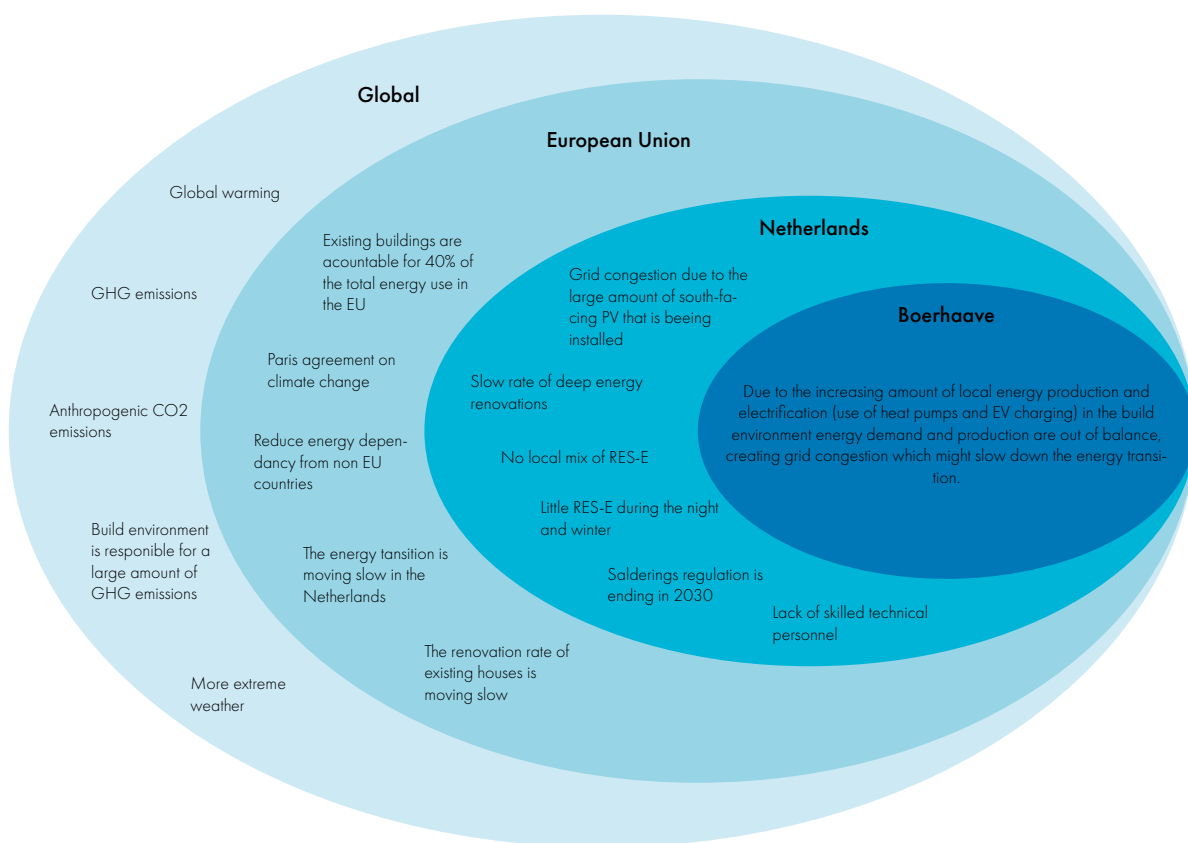 Global
Global warming
GHG emissions
Anthropogenic CO2
emissions
Build environment
is responible for a
large amount of
GHG emissions
More extreme
weather
European Union
Existing buildings are
acountable for 40% of
the total energy use in
the EU
Paris agreement on
climate change
Reduce energy depen-
dancy from non EU
countries
The energy tansition is
moving slow in the
Netherlands
The renovation rate of
existing houses is
moving slow
Netherlands
Grid congestion due to the
large amount of south-fa-
cing PV that is beeing
installed
Slow rate of deep energy
renovations
No local mix of RES-E
Little RES-E during the night
and winter
Salderings regulation is
ending in 2030
Lack of skilled technical
personnel
Boerhaave
Due to the increasing amount of local energy production and
electrification (use of heat pumps and EV charging) in the build
environment energy demand and production are out of balance,
creating grid congestion which might slow down the energy transi-
tion.